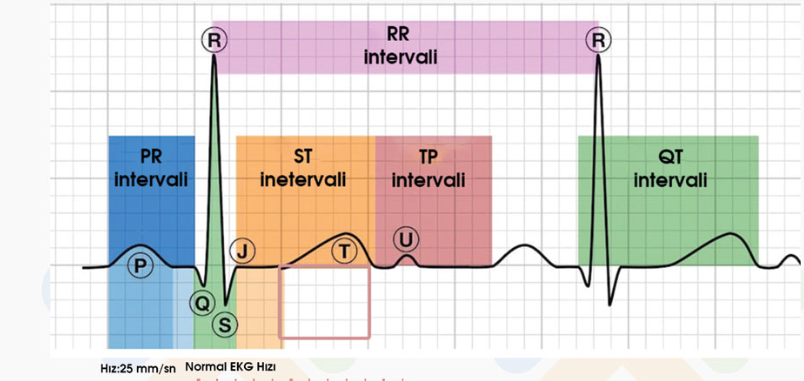 RR
intervali
R
R
PR
intervali
ST
inetervali
TP
intervali
QT
intervali
P
Q
S
J
T
U
Hız:25 mm/sn Normal EKG Hızı